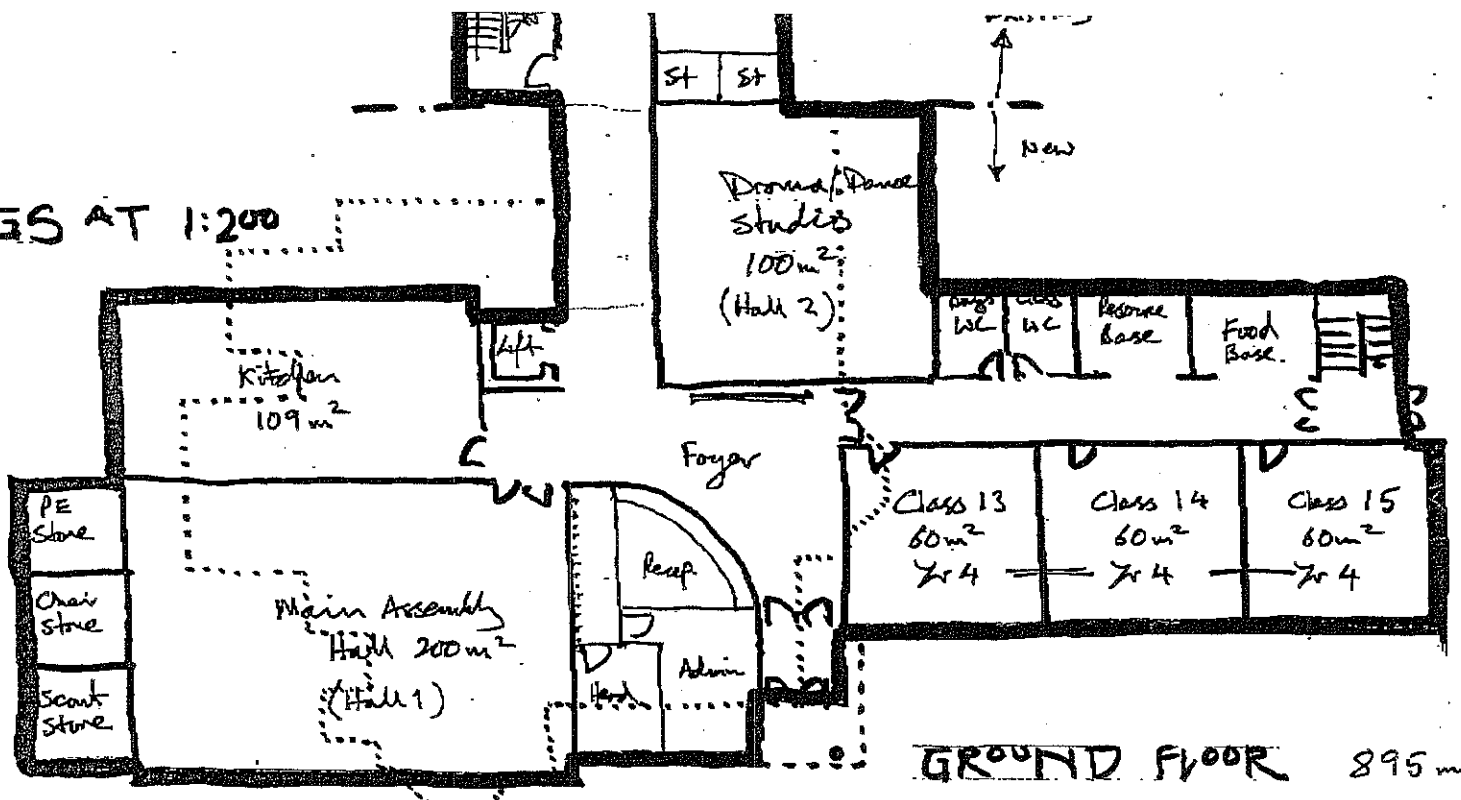 St
St
New
GS AT 1:200
Drama/Dance
Studio
100m²
(Hall 2)
Boys
WC
WC
Resource
Base
Food
Base.
Lift
Kitchen
109m²
Foyer
PE
Store
Chair
Store
Scout
Store
Main Assembly
Hall 200m²
(Hall 1)
Recep.
Admin
Head
Class 13
60m²
Yr 4
Class 14
60m²
Yr 4
Class 15
60m²
Yr 4
GROUND FLOOR 895m